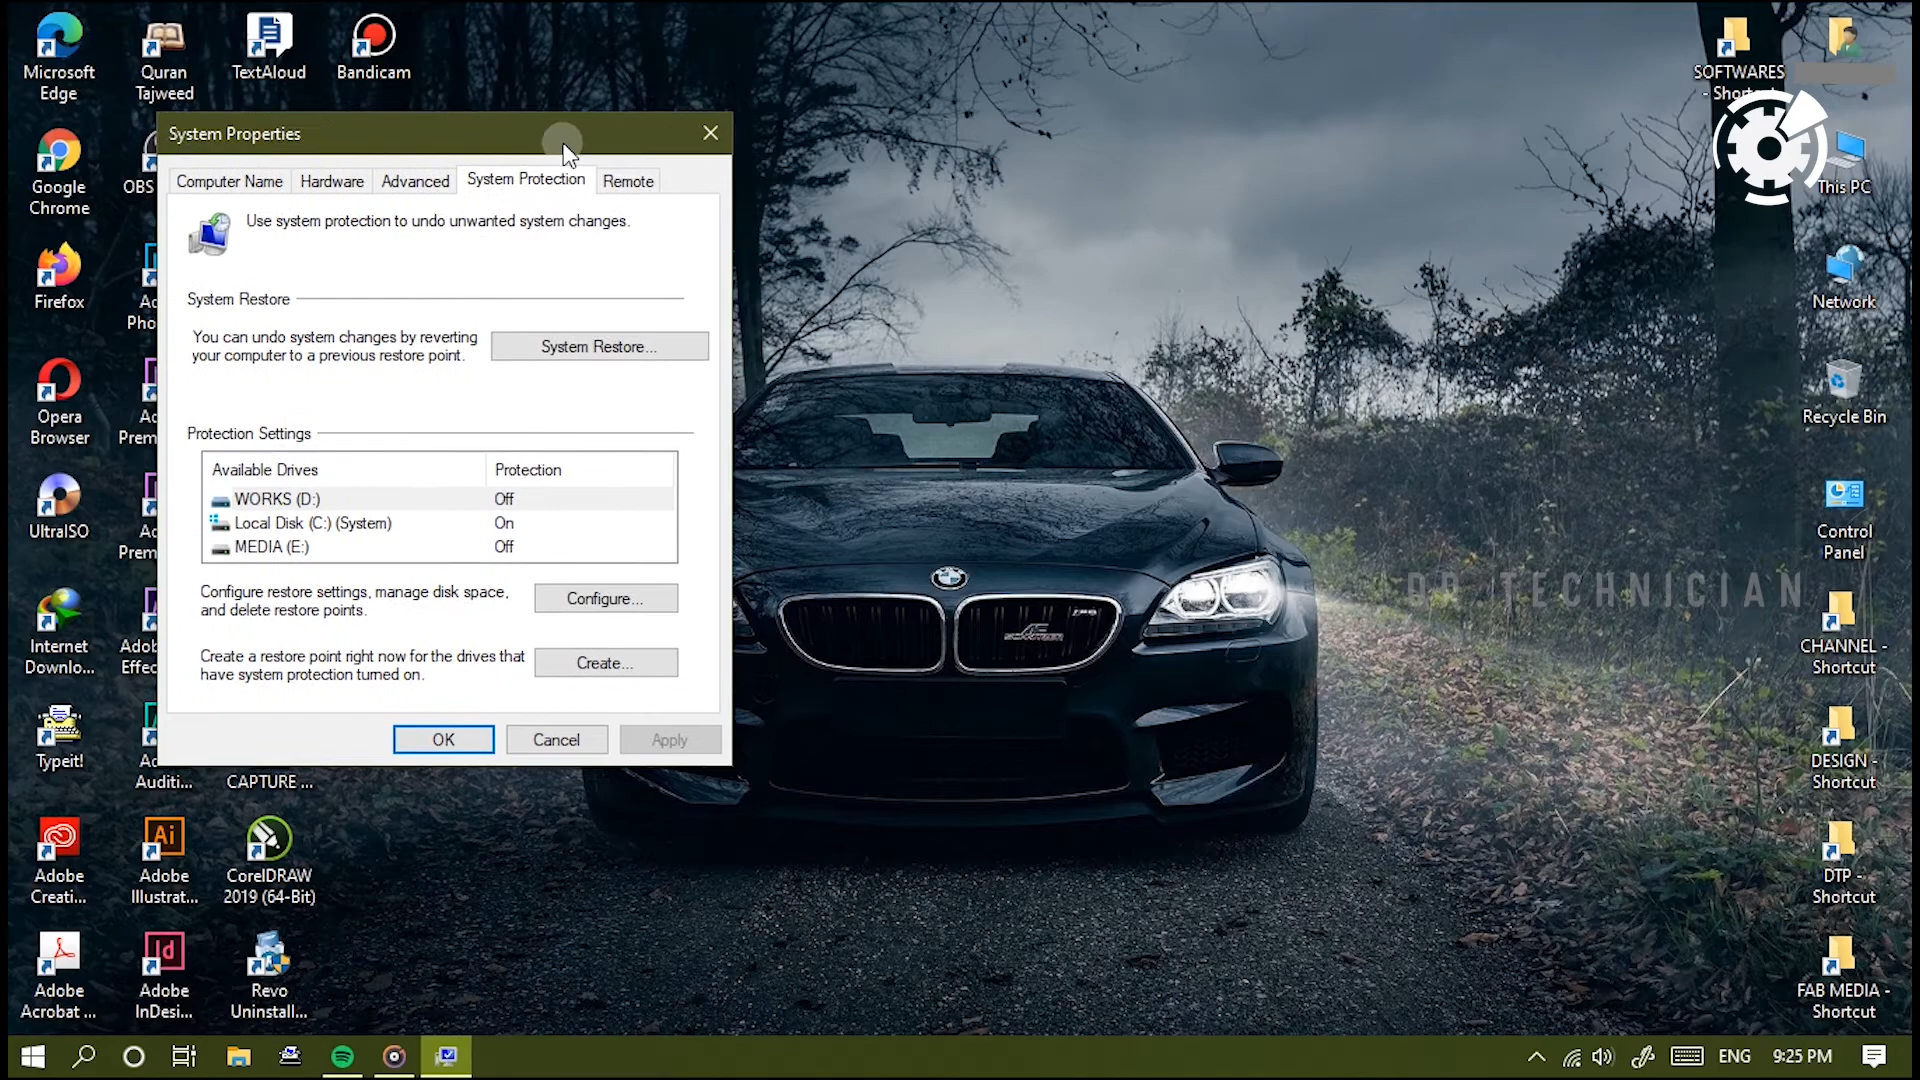 Microsoft
Edge
Quran
Tajweed
TextAloud
Bandicam
SOFTWARES
- Shortcut
Google
Chrome
OBS
This PC
System Properties
Computer Name
Hardware
Advanced
System Protection
Remote
Use system protection to undo unwanted system changes.
System Restore
You can undo system changes by reverting
your computer to a previous restore point.
System Restore...
Protection Settings
Available Drives
Protection
WORKS (D:)
Off
Local Disk (C:) (System)
On
MEDIA (E:)
Off
Configure restore settings, manage disk space,
and delete restore points.
Configure...
Create a restore point right now for the drives that
have system protection turned on.
Create...
OK
Cancel
Apply
Firefox
Ad
Pho
Network
Opera
Browser
Ad
Prem
Recycle Bin
UltraISO
Ad
Prem
Control
Panel
TECHNICIAN
Internet
Downlo...
Adob
Effec
CHANNEL -
Shortcut
Typeit!
Ad
Auditi...
CAPTURE ...
DESIGN -
Shortcut
Adobe
Creati...
Ai
Adobe
Illustrat...
CorelDRAW
2019 (64-Bit)
DTP -
Shortcut
Adobe
Acrobat ...
Id
Adobe
InDesi...
Revo
Uninstall...
FAB MEDIA -
Shortcut
ENG
9:25 PM